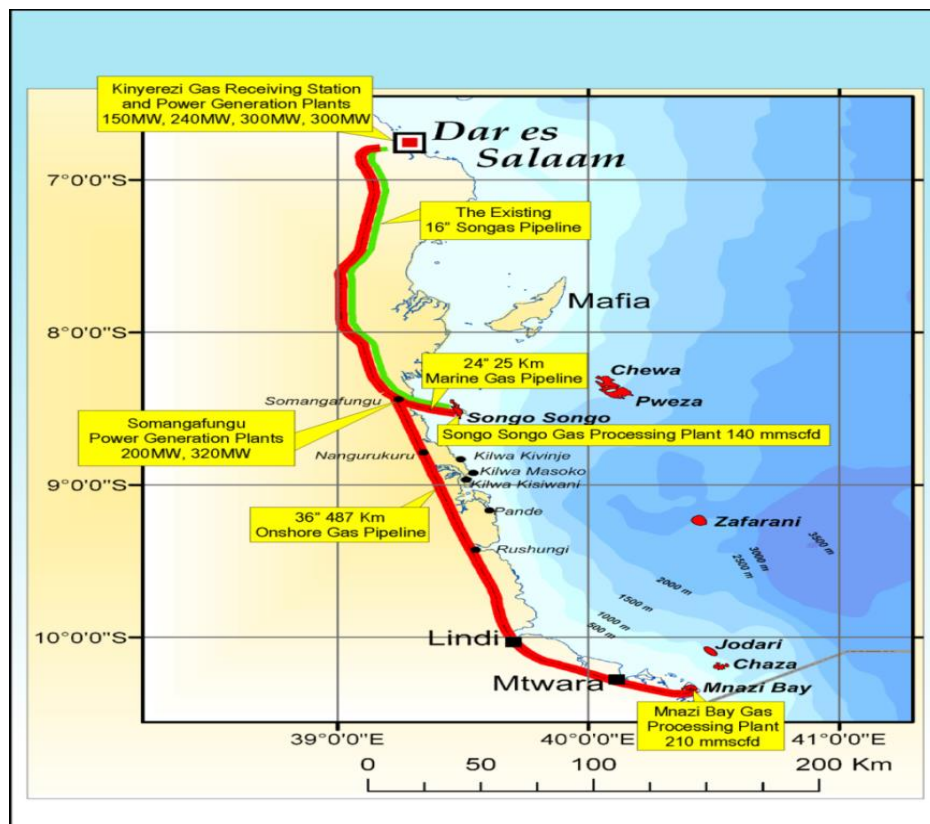 Kinyerezi Gas Receiving Station
and Power Generation Plants
150MW, 240MW, 300MW, 300MW
Dar es
Salaam
7°0'0"S
The Existing
16" Songas Pipeline
Mafia
8°0'0"S
24" 25 Km
Marine Gas Pipeline
Chewa
Pweza
Somangafungu
Songo Songo
Somangafungu
Power Generation Plants
200MW, 320MW
Songo Songo Gas Processing Plant 140 mmscfd
Nangurukuru
Kilwa Kivinje
Kilwa Masoko
Kilwa Kisiwani
9°0'0"S
Pande
36" 487 Km
Onshore Gas Pipeline
Zafarani
Rushungi
3500 m
3000 m
2500 m
2000 m
1500 m
1000 m
500 m
10°0'0"S
Lindi
Jodari
Chaza
Mtwara
Mnazi Bay
Mnazi Bay Gas
Processing Plant
210 mmscfd
39°0'0"E
40°0'0"E
41°0'0"E
0 50 100 200 Km